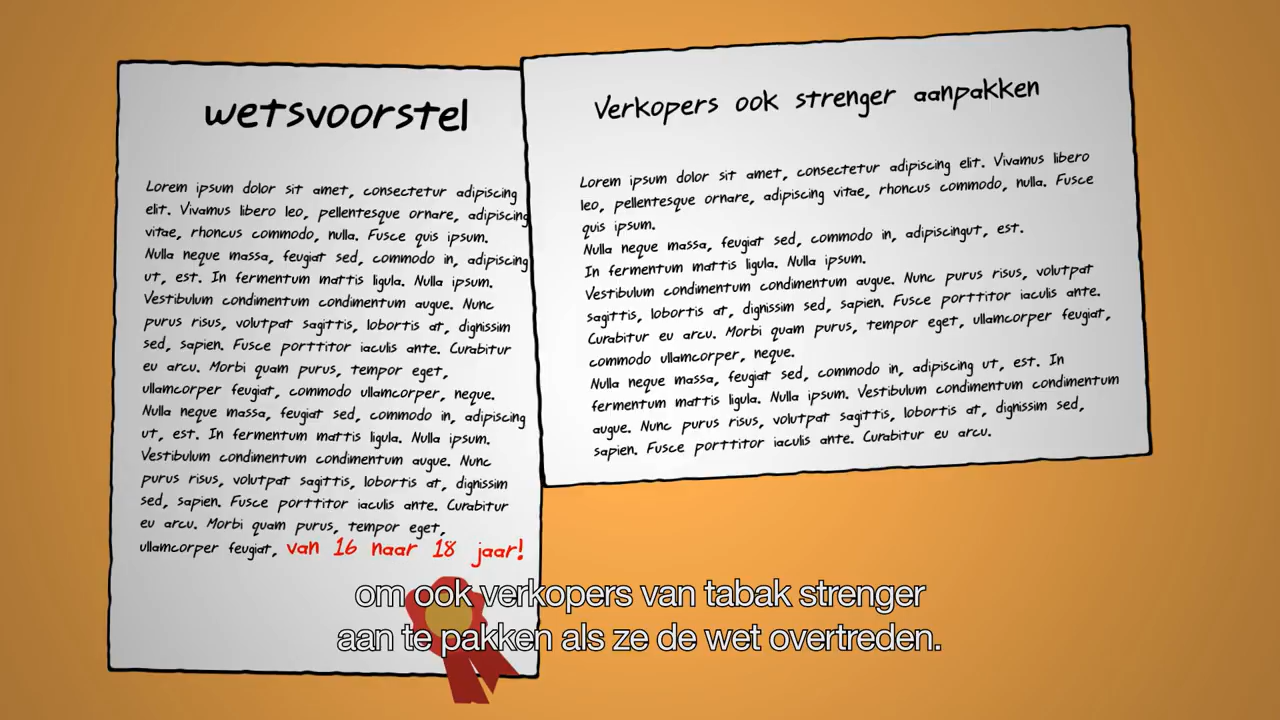 wetsvoorstel
Lorem ipsum dolor sit amet, consectetur adipiscing
elit. Vivamus libero leo, pellentesque ornare, adipiscing
vitae, rhoncus commodo, nulla. Fusce quis ipsum.
Nulla neque massa, feugiat sed, commodo in, adipiscing
ut, est. In fermentum mattis ligula. Nulla ipsum.
Vestibulum condimentum condimentum augue. Nunc
purus risus, volutpat sagittis, lobortis at, dignissim
sed, sapien. Fusce porttitor iaculis ante. Curabitur
eu arcu. Morbi quam purus, tempor eget,
ullamcorper feugiat, commodo ullamcorper, neque.
Nulla neque massa, feugiat sed, commodo in, adipiscing
ut, est. In fermentum mattis ligula. Nulla ipsum.
Vestibulum condimentum condimentum augue. Nunc
purus risus, volutpat sagittis, lobortis at, dignissim
sed, sapien. Fusce porttitor iaculis ante. Curabitur
eu arcu. Morbi quam purus, tempor eget,
ullamcorper feugiat, van 16 naar 18 jaar!
Verkopers ook strenger aanpakken
Lorem ipsum dolor sit amet, consectetur adipiscing elit. Vivamus libero
leo, pellentesque ornare, adipiscing vitae, rhoncus commodo, nulla. Fusce
quis ipsum.
Nulla neque massa, feugiat sed, commodo in, adipiscingut, est.
In fermentum mattis ligula. Nulla ipsum.
Vestibulum condimentum condimentum augue. Nunc purus risus, volutpat
sagittis, lobortis at, dignissim sed, sapien. Fusce porttitor iaculis ante.
Curabitur eu arcu. Morbi quam purus, tempor eget, ullamcorper feugiat,
commodo ullamcorper, neque.
Nulla neque massa, feugiat sed, commodo in, adipiscing ut, est. In
fermentum mattis ligula. Nulla ipsum. Vestibulum condimentum condimentum
augue. Nunc purus risus, volutpat sagittis, lobortis at, dignissim sed,
sapien. Fusce porttitor iaculis ante. Curabitur eu arcu.
om ook verkopers van tabak strenger
aan te pakken als ze de wet overtreden.